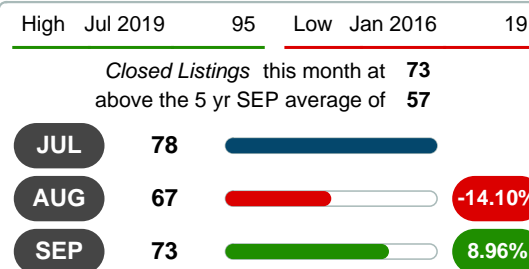 High Jul 2019 95 Low Jan 2016 19
Closed Listings this month at 73
above the 5 yr SEP average of 57
JUL 78
AUG 67 -14.10%
SEP 73 8.96%